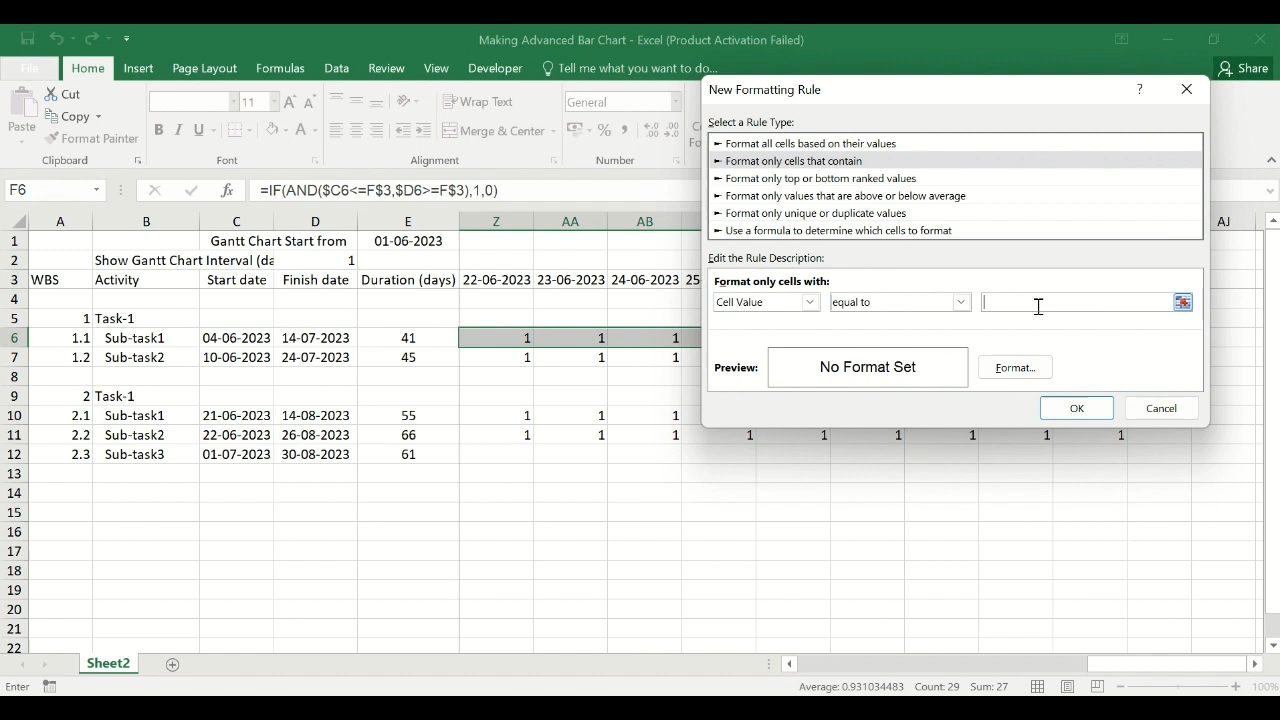 Making Advanced Bar Chart - Excel (Product Activation Failed)
File Home Insert Page Layout Formulas Data Review View Developer Tell me what you want to do... Share
Paste Cut Copy Format Painter Clipboard
11 A A B I U A Font
Wrap Text Merge & Center Alignment
General % , Number
F6 fx =IF(AND($C6<=F$3,$D6>=F$3),1,0)
A B C D E Z AA AB AJ
1 Gantt Chart Start from 01-06-2023
2 Show Gantt Chart Interval (da 1
3 WBS Activity Start date Finish date Duration (days) 22-06-2023 23-06-2023 24-06-2023 25-
4
5 1 Task-1
6 1.1 Sub-task1 04-06-2023 14-07-2023 41 1 1 1
7 1.2 Sub-task2 10-06-2023 24-07-2023 45 1 1 1
8
9 2 Task-1
10 2.1 Sub-task1 21-06-2023 14-08-2023 55 1 1 1
11 2.2 Sub-task2 22-06-2023 26-08-2023 66 1 1 1 1 1 1 1 1 1
12 2.3 Sub-task3 01-07-2023 30-08-2023 61
13
14
15
16
17
18
19
20
21
22
New Formatting Rule ?
Select a Rule Type:
► Format all cells based on their values
► Format only cells that contain
► Format only top or bottom ranked values
► Format only values that are above or below average
► Format only unique or duplicate values
► Use a formula to determine which cells to format
Edit the Rule Description:
Format only cells with:
Cell Value equal to
Preview: No Format Set Format...
OK Cancel
Sheet2
Enter Average: 0.931034483 Count: 29 Sum: 27 100%